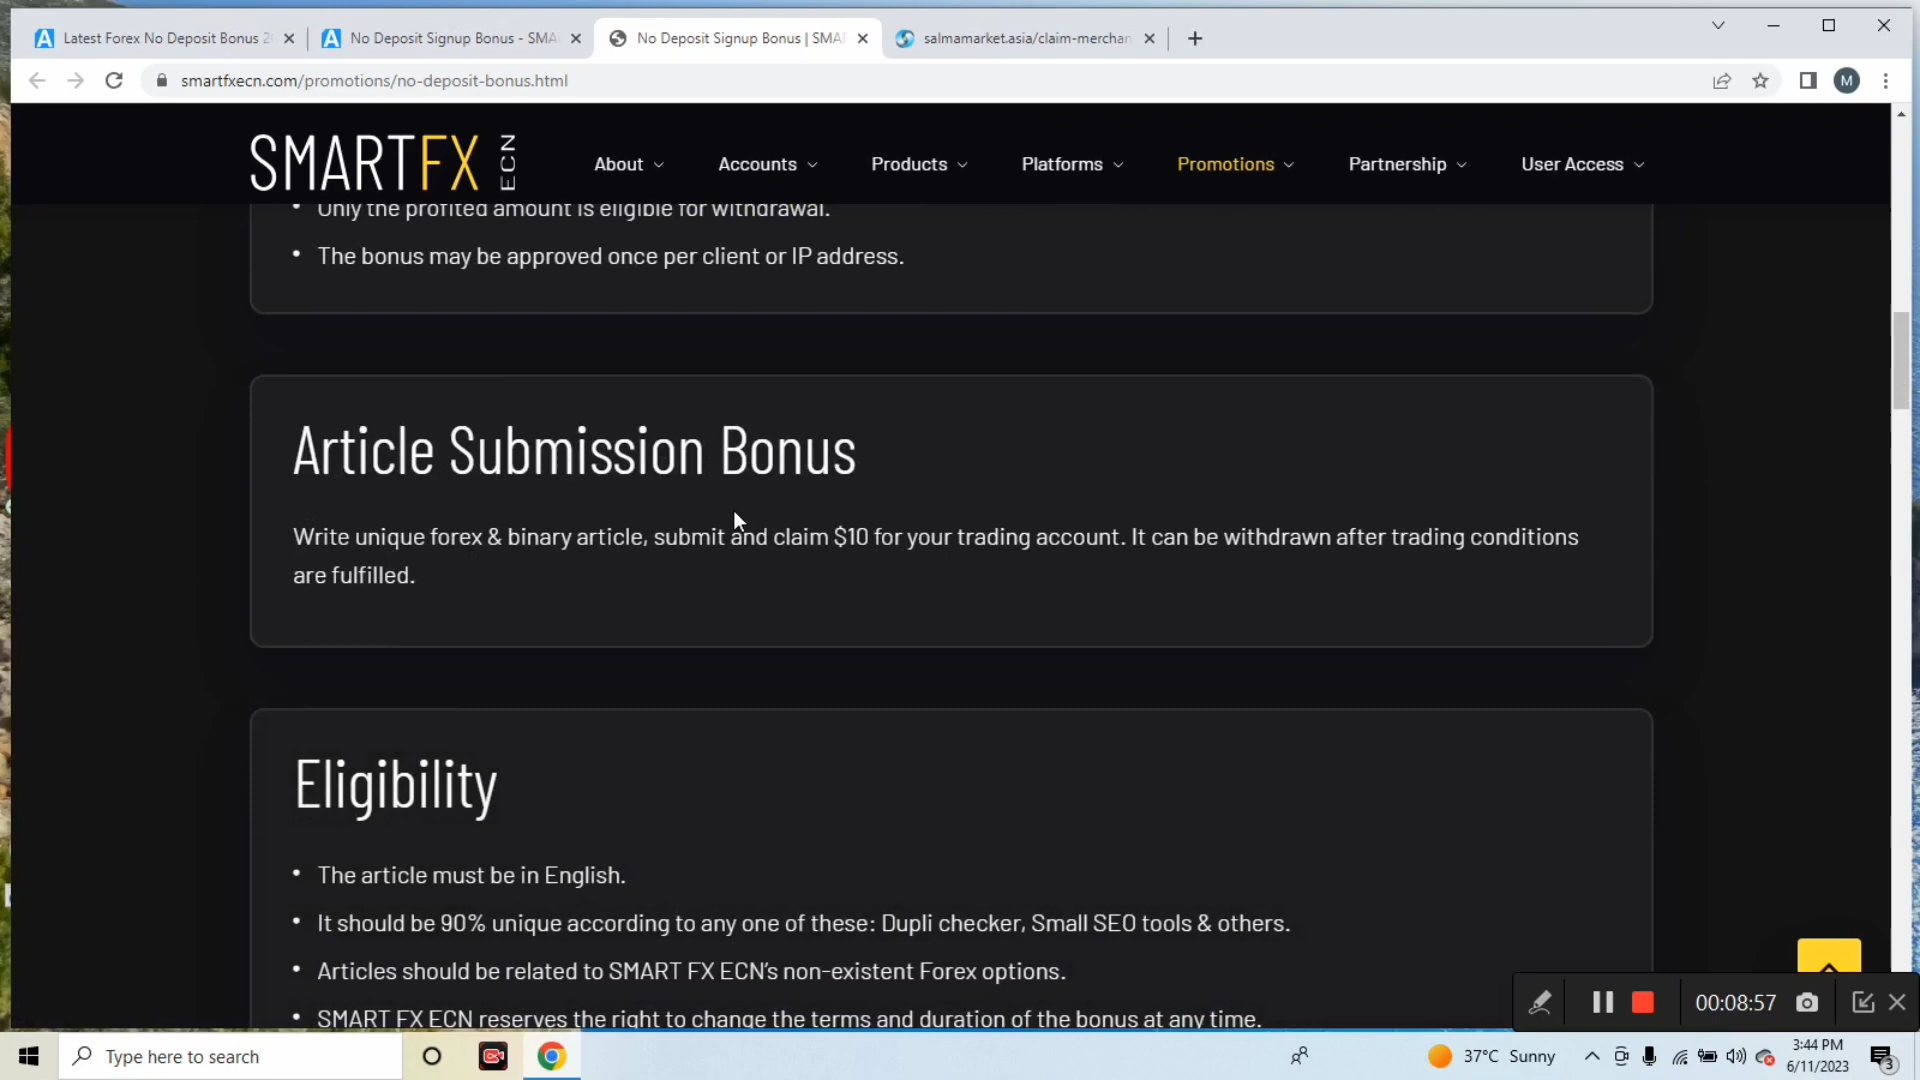 Latest Forex No Deposit Bonus 2
No Deposit Signup Bonus - SMA
No Deposit Signup Bonus | SMA
salmamarket.asia/claim-merchan
smartfxecn.com/promotions/no-deposit-bonus.html
M
SMARTFX ECN
About
Accounts
Products
Platforms
Promotions
Partnership
User Access
• Only the profited amount is eligible for withdrawal.
• The bonus may be approved once per client or IP address.
Article Submission Bonus
Write unique forex & binary article, submit and claim $10 for your trading account. It can be withdrawn after trading conditions
are fulfilled.
Eligibility
• The article must be in English.
• It should be 90% unique according to any one of these: Dupli checker, Small SEO tools & others.
• Articles should be related to SMART FX ECN's non-existent Forex options.
• SMART FX ECN reserves the right to change the terms and duration of the bonus at any time.
00:08:57
Type here to search
37°C Sunny
3:44 PM
6/11/2023
3